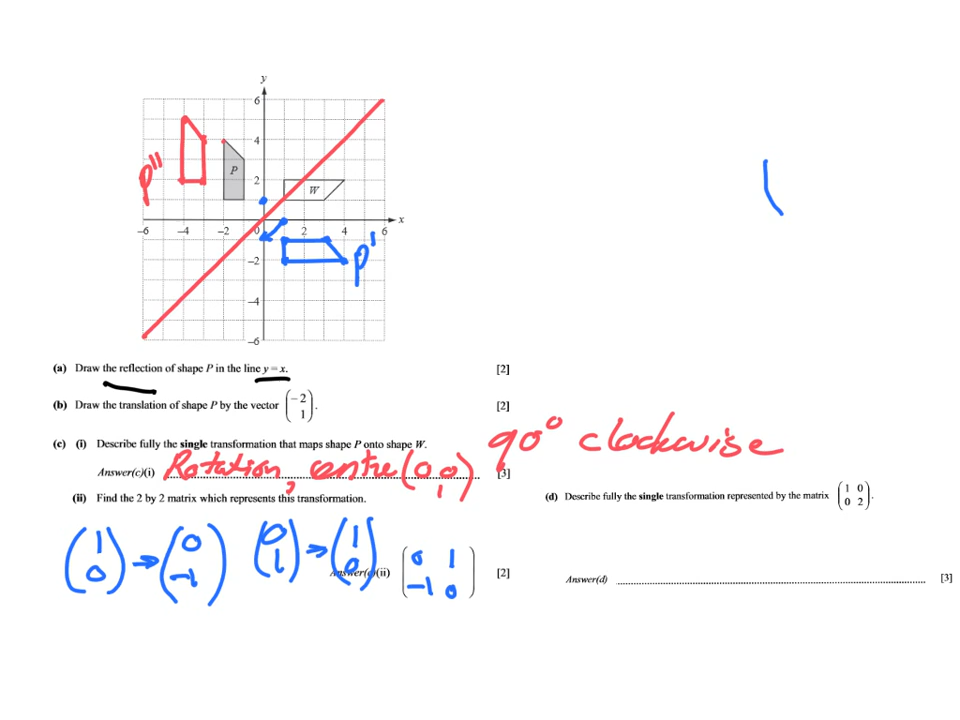 y
6
4
2
-6 -4 -2 0 2 4 6 x
-2
-4
-6
P
W
P''
P'
(a) Draw the reflection of shape P in the line y = x. [2]
(b) Draw the translation of shape P by the vector (-2 1). [2]
(c) (i) Describe fully the single transformation that maps shape P onto shape W.
90° clockwise
Answer(c)(i) Rotation, centre (0,0) [3]
(ii) Find the 2 by 2 matrix which represents this transformation.
(1 0) → (0 -1) (0 1) → (1 0)
Answer(c)(ii) (0 1 -1 0) [2]
(d) Describe fully the single transformation represented by the matrix (1 0 0 2).
Answer(d) [3]
(